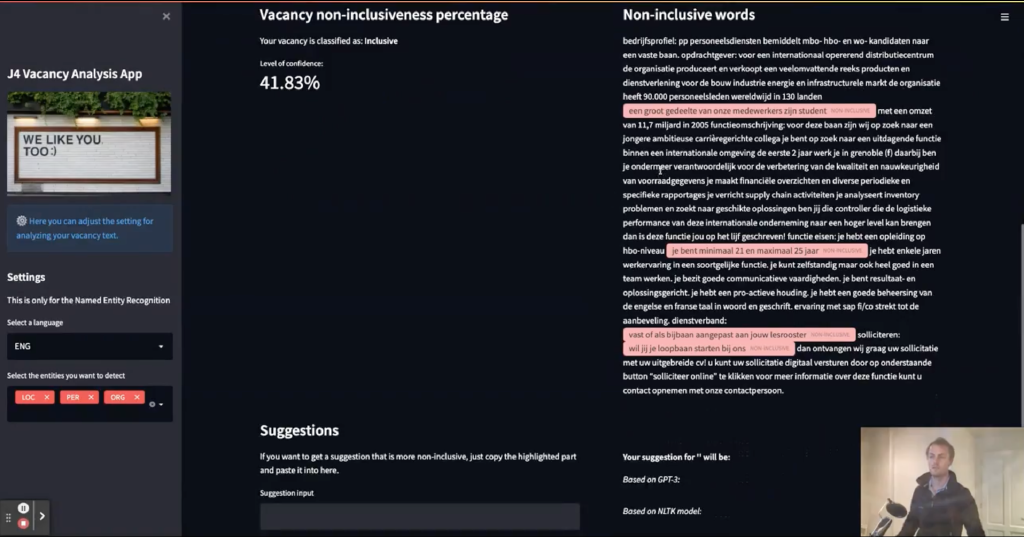 J4 Vacancy Analysis App
WE LIKE YOU
TOO:)
Here you can adjust the setting for
analyzing your vacancy text.
Settings
This is only for the Named Entity Recognition
Select a language
ENG
Select the entities you want to detect
LOC PER ORG
Vacancy non-inclusiveness percentage
Your vacancy is classified as: Inclusive
Level of confidence:
41.83%
Non-inclusive words
bedrijfsprofiel: pp personeelsdiensten bemiddelt mbo- hbo- en wo- kandidaten naar
een vaste baan. opdrachtgever: voor een internationaal opererend distributiecentrum
de organisatie produceert en verkoopt een veelomvattende reeks producten en
dienstverlening voor de bouw industrie energie en infrastructurele markt de organisatie
heeft 90.000 personeelsleden wereldwijd in 130 landen
een groot gedeelte van onze medewerkers zijn student NON-INCLUSIVE met een omzet
van 11,7 miljard in 2005 functieomschrijving: voor deze baan zijn wij op zoek naar een
jongere ambitieuze carrièregerichte collega je bent op zoek naar een uitdagende functie
binnen een internationale omgeving de eerste 2 jaar werk je in grenoble (f) daarbij ben
je ondermeer verantwoordelijk voor de verbetering van de kwaliteit en nauwkeurigheid
van voorraadgegevens je maakt financiële overzichten en diverse periodieke en
specifieke rapportages je verricht supply chain activiteiten je analyseert inventory
problemen en zoekt naar geschikte oplossingen ben jij die controller die de logistieke
performance van deze internationale onderneming naar een hoger level kan brengen
dan is deze functie jou op het lijf geschreven! functie eisen: je hebt een opleiding op
hbo-niveau je bent minimaal 21 en maximaal 25 jaar NON-INCLUSIVE je hebt enkele jaren
werkervaring in een soortgelijke functie. je kunt zelfstandig maar ook heel goed in een
team werken. je bezit goede communicatieve vaardigheden. je bent resultaat- en
oplossingsgericht. je hebt een pro-actieve houding. je hebt een goede beheersing van
de engelse en franse taal in woord en geschrift. ervaring met sap fi/co strekt tot de
aanbeveling. dienstverband:
vast of als bijbaan aangepast aan jouw lesrooster NON-INCLUSIVE solliciteren:
wil jij je loopbaan starten bij ons NON-INCLUSIVE dan ontvangen wij graag uw sollicitatie
met uw uitgebreide cv! u kunt uw sollicitatie digitaal versturen door op onderstaande
button "solliciteer online" te klikken voor meer informatie over deze functie kunt u
contact opnemen met onze contactpersoon.
Suggestions
If you want to get a suggestion that is more non-inclusive, just copy the highlighted part
and paste it into here.
Suggestion input
Your suggestion for '' will be:
Based on GPT-3:
Based on NLTK model: